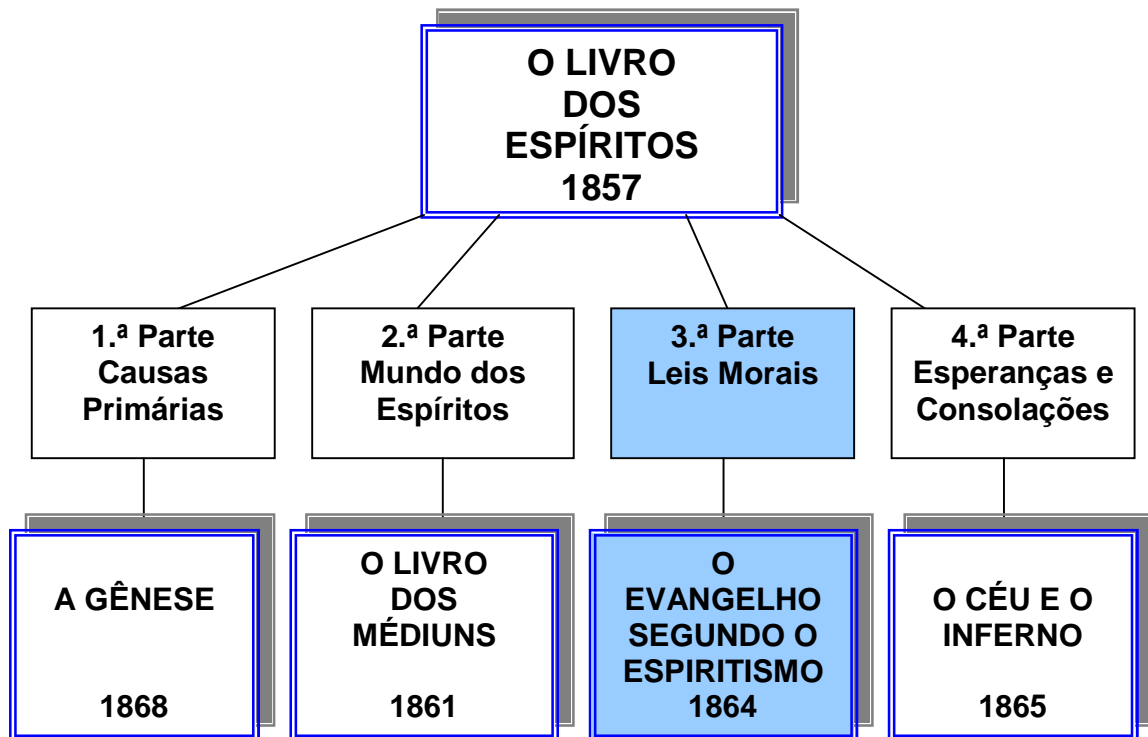 O LIVRO
DOS
ESPÍRITOS
1857
1.ª Parte
Causas
Primárias
2.ª Parte
Mundo dos
Espíritos
3.ª Parte
Leis Morais
4.ª Parte
Esperanças e
Consolações
A GÊNESE
1868
O LIVRO
DOS
MÉDIUNS
1861
O
EVANGELHO
SEGUNDO O
ESPIRITISMO
1864
O CÉU E O
INFERNO
1865